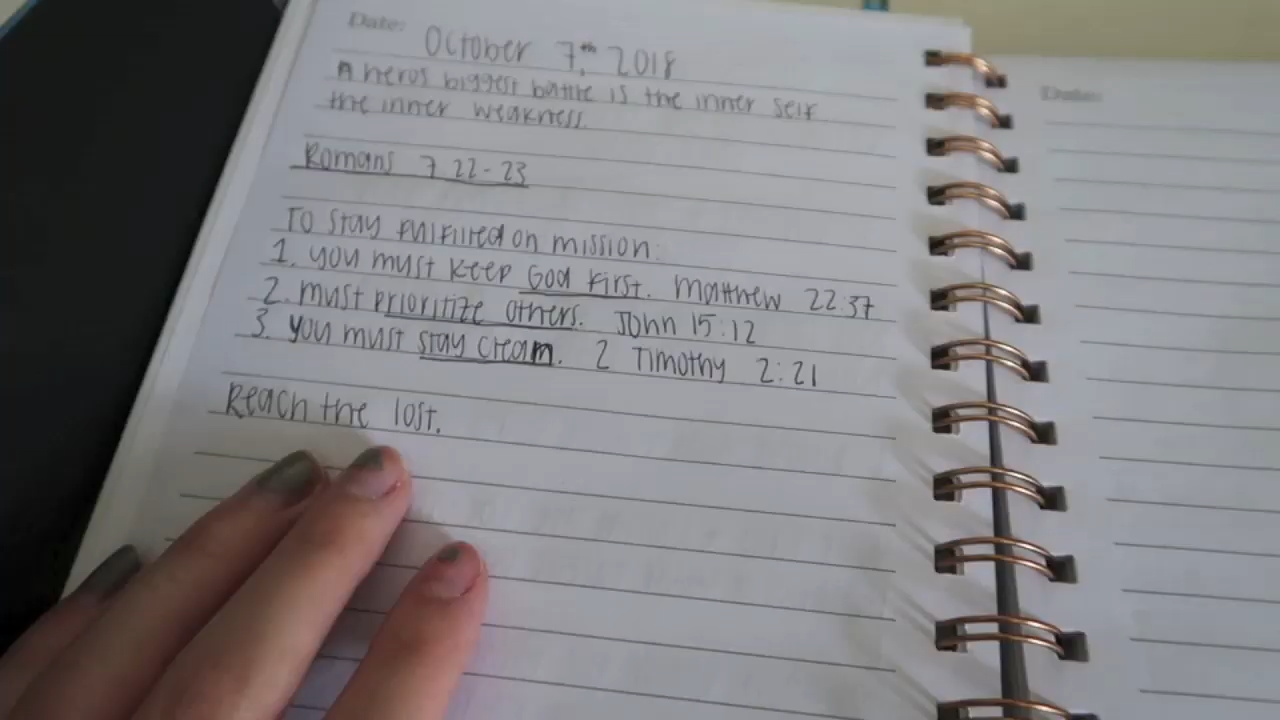 Date: October 7th, 2018
A heros biggest battle is the inner self
the inner weakness.
Romans 7 22-23
To stay fulfilled on mission:
1. you must keep God first. Matthew 22:37
2. must prioritize others. John 15:12
3. you must stay clean. 2 Timothy 2:21
Reach the lost.
Date: